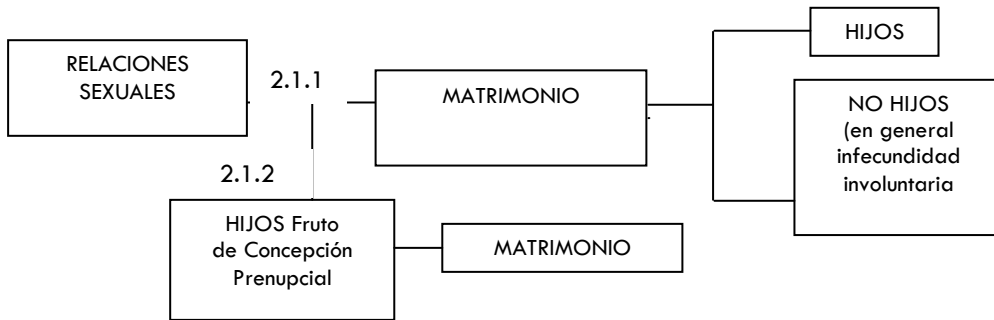 RELACIONES
SEXUALES
2.1.1
MATRIMONIO
HIJOS
NO HIJOS
(en general
infecundidad
involuntaria
2.1.2
HIJOS Fruto
de Concepción
Prenupcial
MATRIMONIO